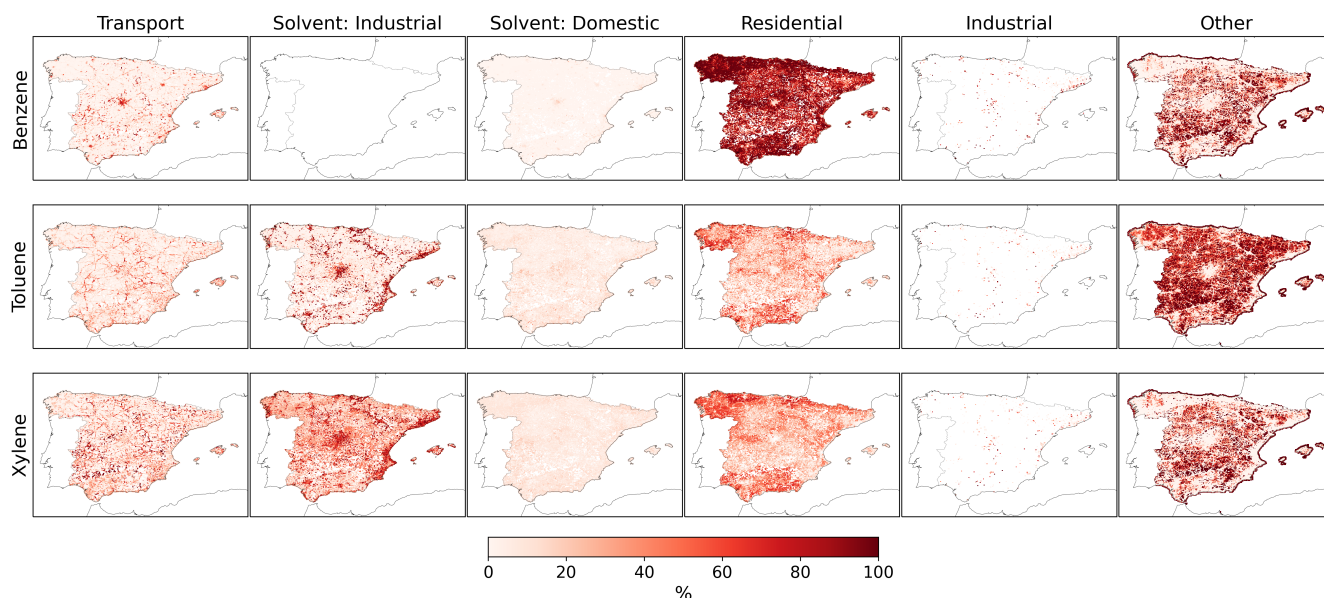 Transport Solvent: Industrial Solvent: Domestic Residential Industrial Other
Benzene
Toluene
Xylene
0 20 40 60 80 100
%